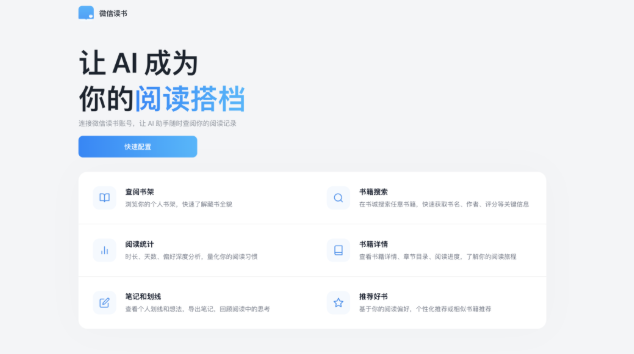 微信读书
让 AI 成为
你的阅读搭档
连接微信读书账号，让 AI 助手随时查阅你的阅读记录
快速配置
查阅书架
浏览你的个人书架，快速了解藏书全貌
书籍搜索
在书城搜索任意书籍，快速获取书名、作者、评分等关键信息
阅读统计
时长、天数、偏好深度分析，量化你的阅读习惯
书籍详情
查看书籍详情、章节目录、阅读进度，了解你的阅读旅程
笔记和划线
查看个人划线和想法，导出笔记，回顾阅读中的思考
推荐好书
基于你的阅读偏好，个性化推荐或相似书籍推荐